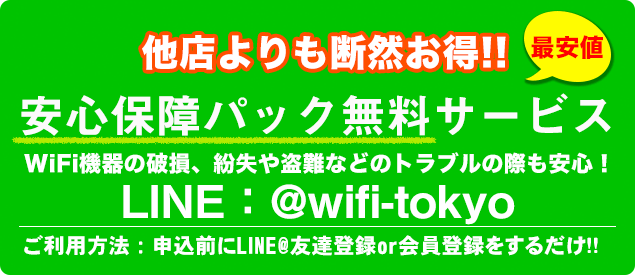 他店よりも断然お得!!
最安値
安心保障パック無料サービス
WiFi機器の破損、紛失や盗難などのトラブルの際も安心！
LINE：@wifi-tokyo
ご利用方法：申込前にLINE@友達登録or会員登録をするだけ!!